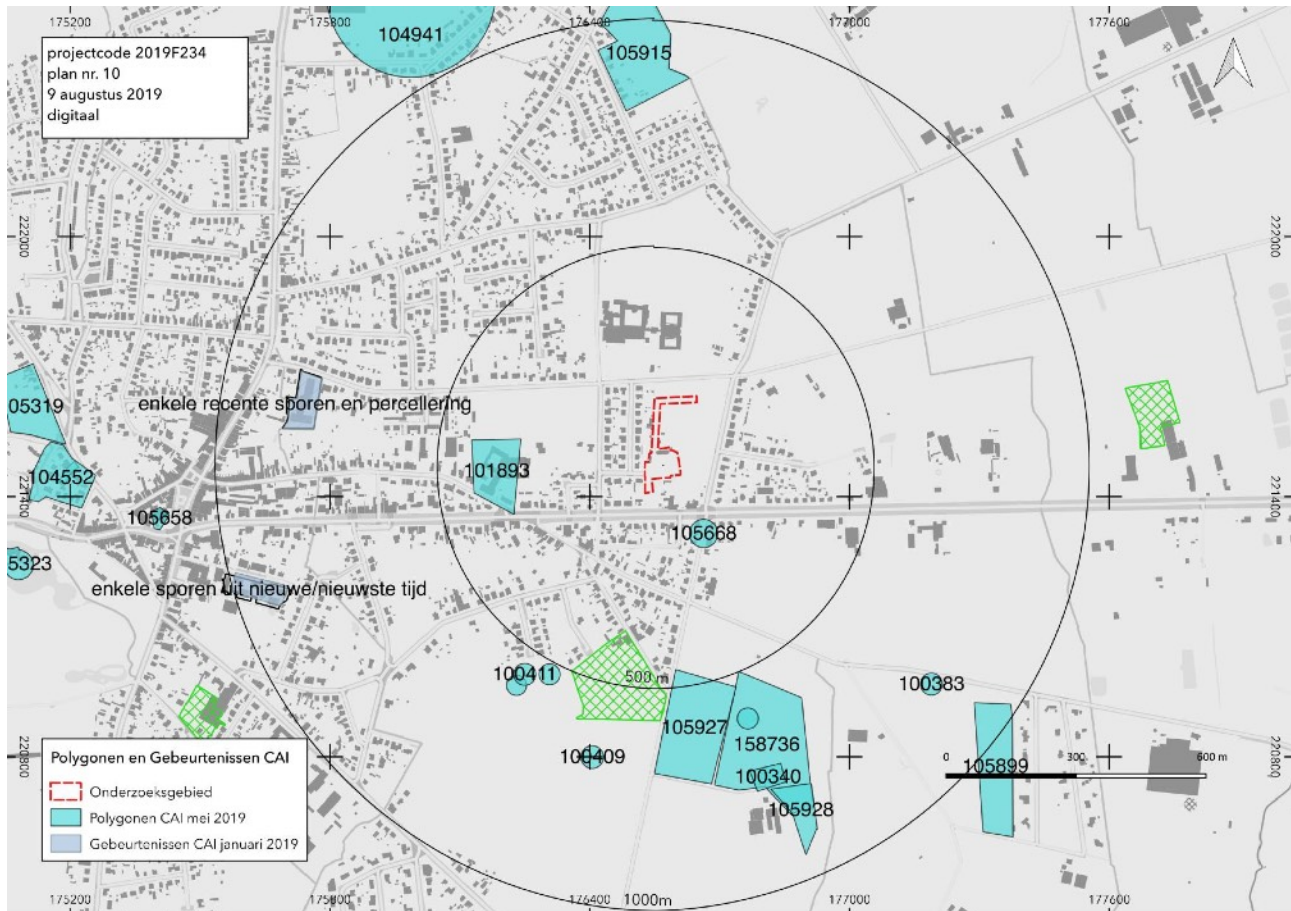 175200
175800
176400
177000
177600
projectcode 2019F234
plan nr. 10
9 augustus 2019
digitaal
104941
105915
222000
222000
05319
enkele recente sporen en percellering
104552
101893
221400
221400
105658
105668
5323
enkele sporen uit nieuwe/nieuwste tijd
100411
500 m
100383
105927
158736
100409
100340
105899
105928
220800
220800
0
300
600 m
Polygonen en Gebeurtenissen CAI
Onderzoeksgebied
Polygonen CAI mei 2019
Gebeurtenissen CAI januari 2019
175200
175800
176400
1000m
177000
177600